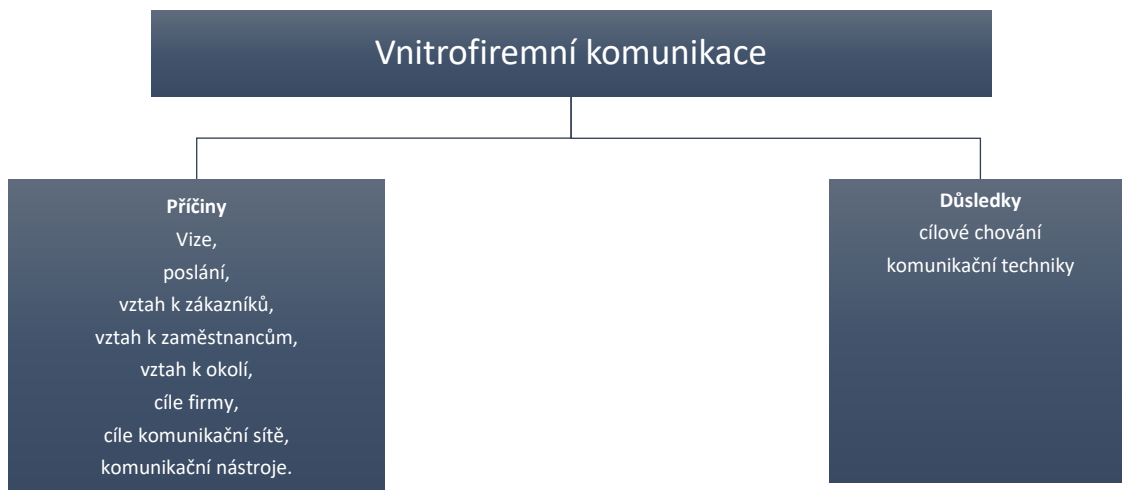 Vnitrofiremní komunikace
Příčiny
Vize,
poslání,
vztah k zákazníků,
vztah k zaměstnancům,
vztah k okolí,
cíle firmy,
cíle komunikační sítě,
komunikační nástroje.
Důsledky
cílové chování
komunikační techniky